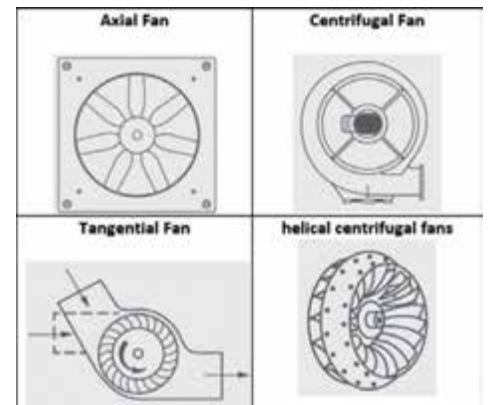 Axial Fan
Centrifugal Fan
Tangential Fan
helical centrifugal fans